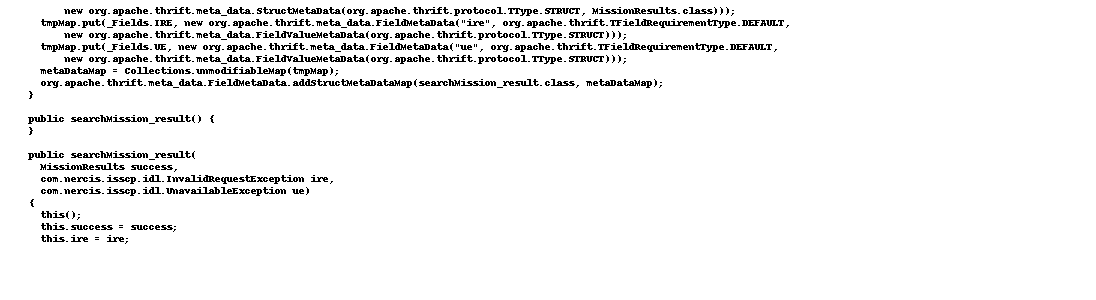 new org.apache.thrift.meta_data.StructMetaData(org.apache.thrift.protocol.TType.STRUCT, MissionResults.class)));
tmpMap.put(_Fields.IRE, new org.apache.thrift.meta_data.FieldMetaData("ire", org.apache.thrift.TFieldRequirementType.DEFAULT,
new org.apache.thrift.meta_data.FieldValueMetaData(org.apache.thrift.protocol.TType.STRUCT)));
tmpMap.put(_Fields.UE, new org.apache.thrift.meta_data.FieldMetaData("ue", org.apache.thrift.TFieldRequirementType.DEFAULT,
new org.apache.thrift.meta_data.FieldValueMetaData(org.apache.thrift.protocol.TType.STRUCT)));
metaDataMap = Collections.unmodifiableMap(tmpMap);
org.apache.thrift.meta_data.FieldMetaData.addStructMetaDataMap(searchMission_result.class, metaDataMap);
}
public searchMission_result() {
}
public searchMission_result(
MissionResults success,
com.nercis.isscp.idl.InvalidRequestException ire,
com.nercis.isscp.idl.UnavailableException ue)
{
this();
this.success = success;
this.ire = ire;